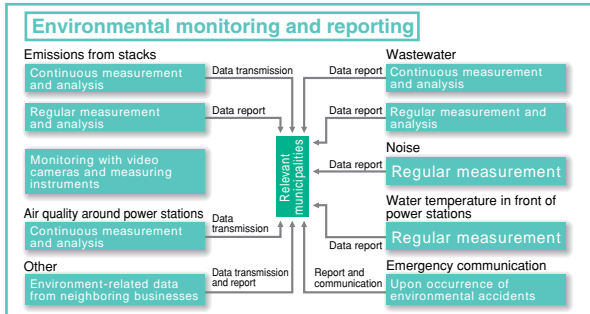 Environmental monitoring and reporting
Emissions from stacks
Continuous measurement
and analysis
Data transmission
Regular measurement
and analysis
Data report
Monitoring with video
cameras and measuring
instruments
Air quality around power stations
Continuous measurement
and analysis
Data
transmission
Other
Environment-related data
from neighboring businesses
Data transmission
and report
Relevant
municipalities
Wastewater
Data report
Continuous measurement
and analysis
Data report
Regular measurement and
analysis
Noise
Data report
Regular measurement
Water temperature in front of
power stations
Regular measurement
Data report
Emergency communication
Report and
communication
Upon occurrence of
environmental accidents